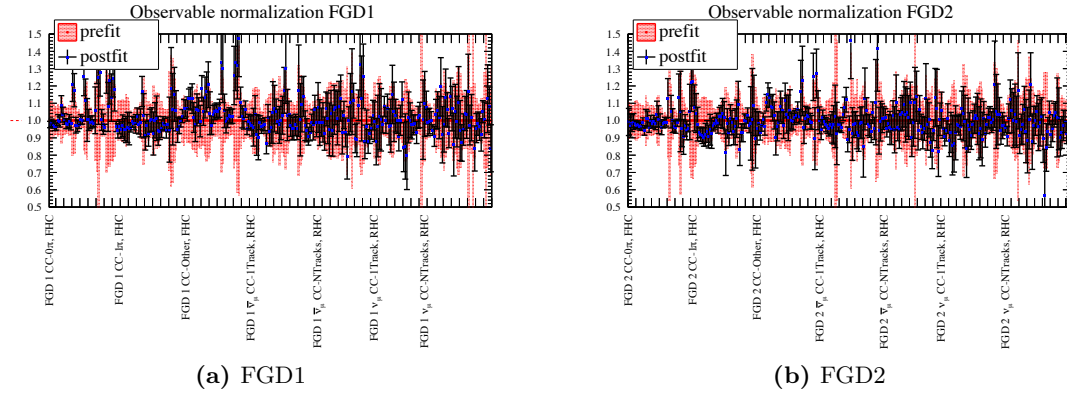 Observable normalization FGD1
prefit
postfit
1.5
1.4
1.3
1.2
1.1
1.0
0.9
0.8
0.7
0.6
0.5
FGD 1 CC-0π, FHC
FGD 1 CC-1π, FHC
FGD 1 CC-Other, FHC
FGD 1 ν̅μ CC-1Track, RHC
FGD 1 ν̅μ CC-NTracks, RHC
FGD 1 νμ CC-1Track, RHC
FGD 1 νμ CC-NTracks, RHC
(a) FGD1
Observable normalization FGD2
prefit
postfit
1.5
1.4
1.3
1.2
1.1
1.0
0.9
0.8
0.7
0.6
0.5
FGD 2 CC-0π, FHC
FGD 2 CC-1π, FHC
FGD 2 CC-Other, FHC
FGD 2 ν̅μ CC-1Track, RHC
FGD 2 ν̅μ CC-NTracks, RHC
FGD 2 νμ CC-1Track, RHC
FGD 2 νμ CC-NTracks, RHC
(b) FGD2